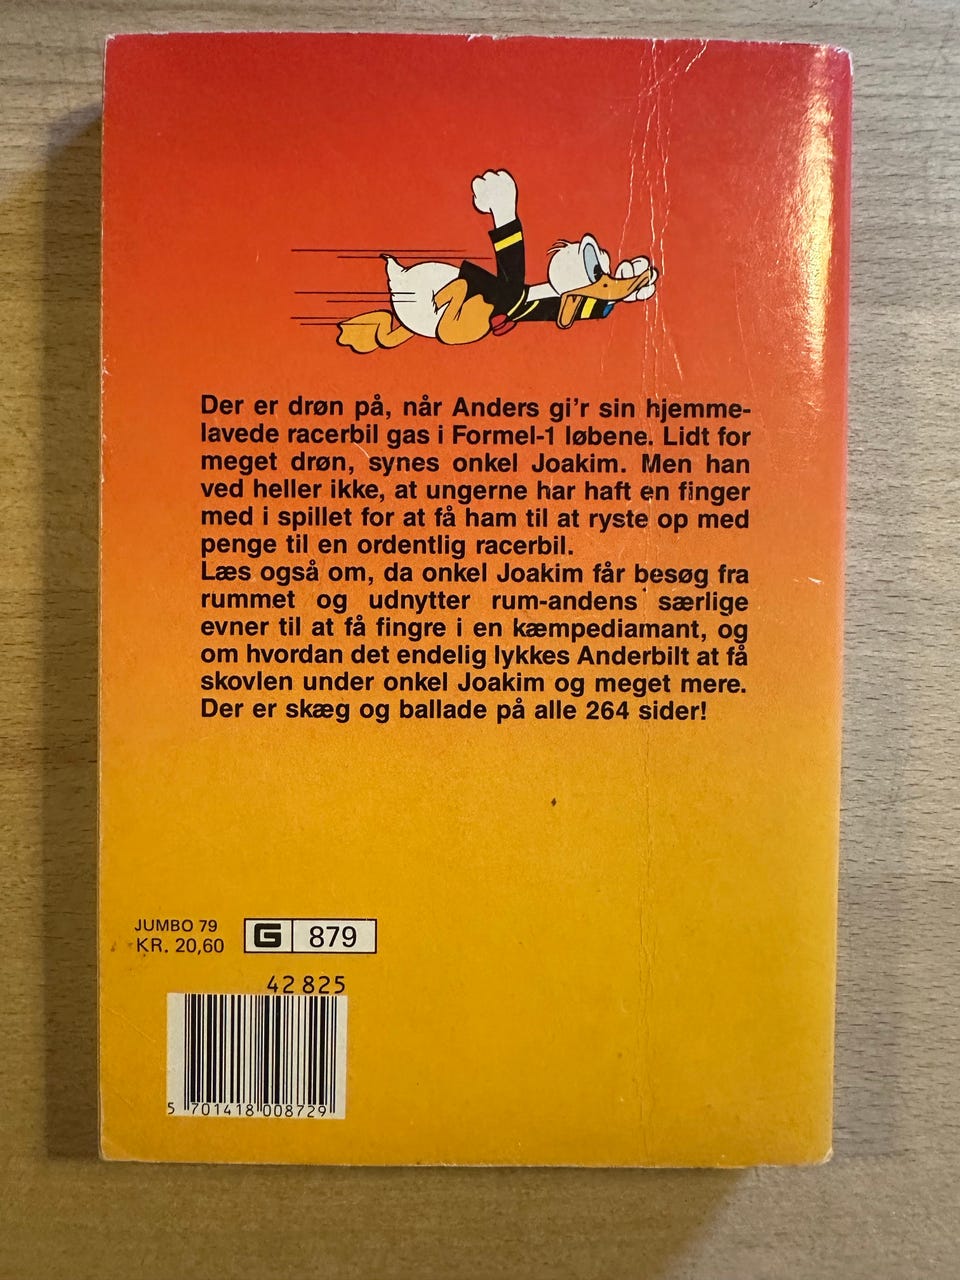 Der er drøn på, når Anders gi'r sin hjemme-
lavede racerbil gas i Formel-1 løbene. Lidt for
meget drøn, synes onkel Joakim. Men han
ved heller ikke, at ungerne har haft en finger
med i spillet for at få ham til at ryste op med
penge til en ordentlig racerbil.
Læs også om, da onkel Joakim får besøg fra
rummet og udnytter rum-andens særlige
evner til at få fingre i en kæmpediamant, og
om hvordan det endelig lykkes Anderbilt at få
skovlen under onkel Joakim og meget mere.
Der er skæg og ballade på alle 264 sider!
JUMBO 79
KR. 20,60
G 879
42 825
5 701418 008729